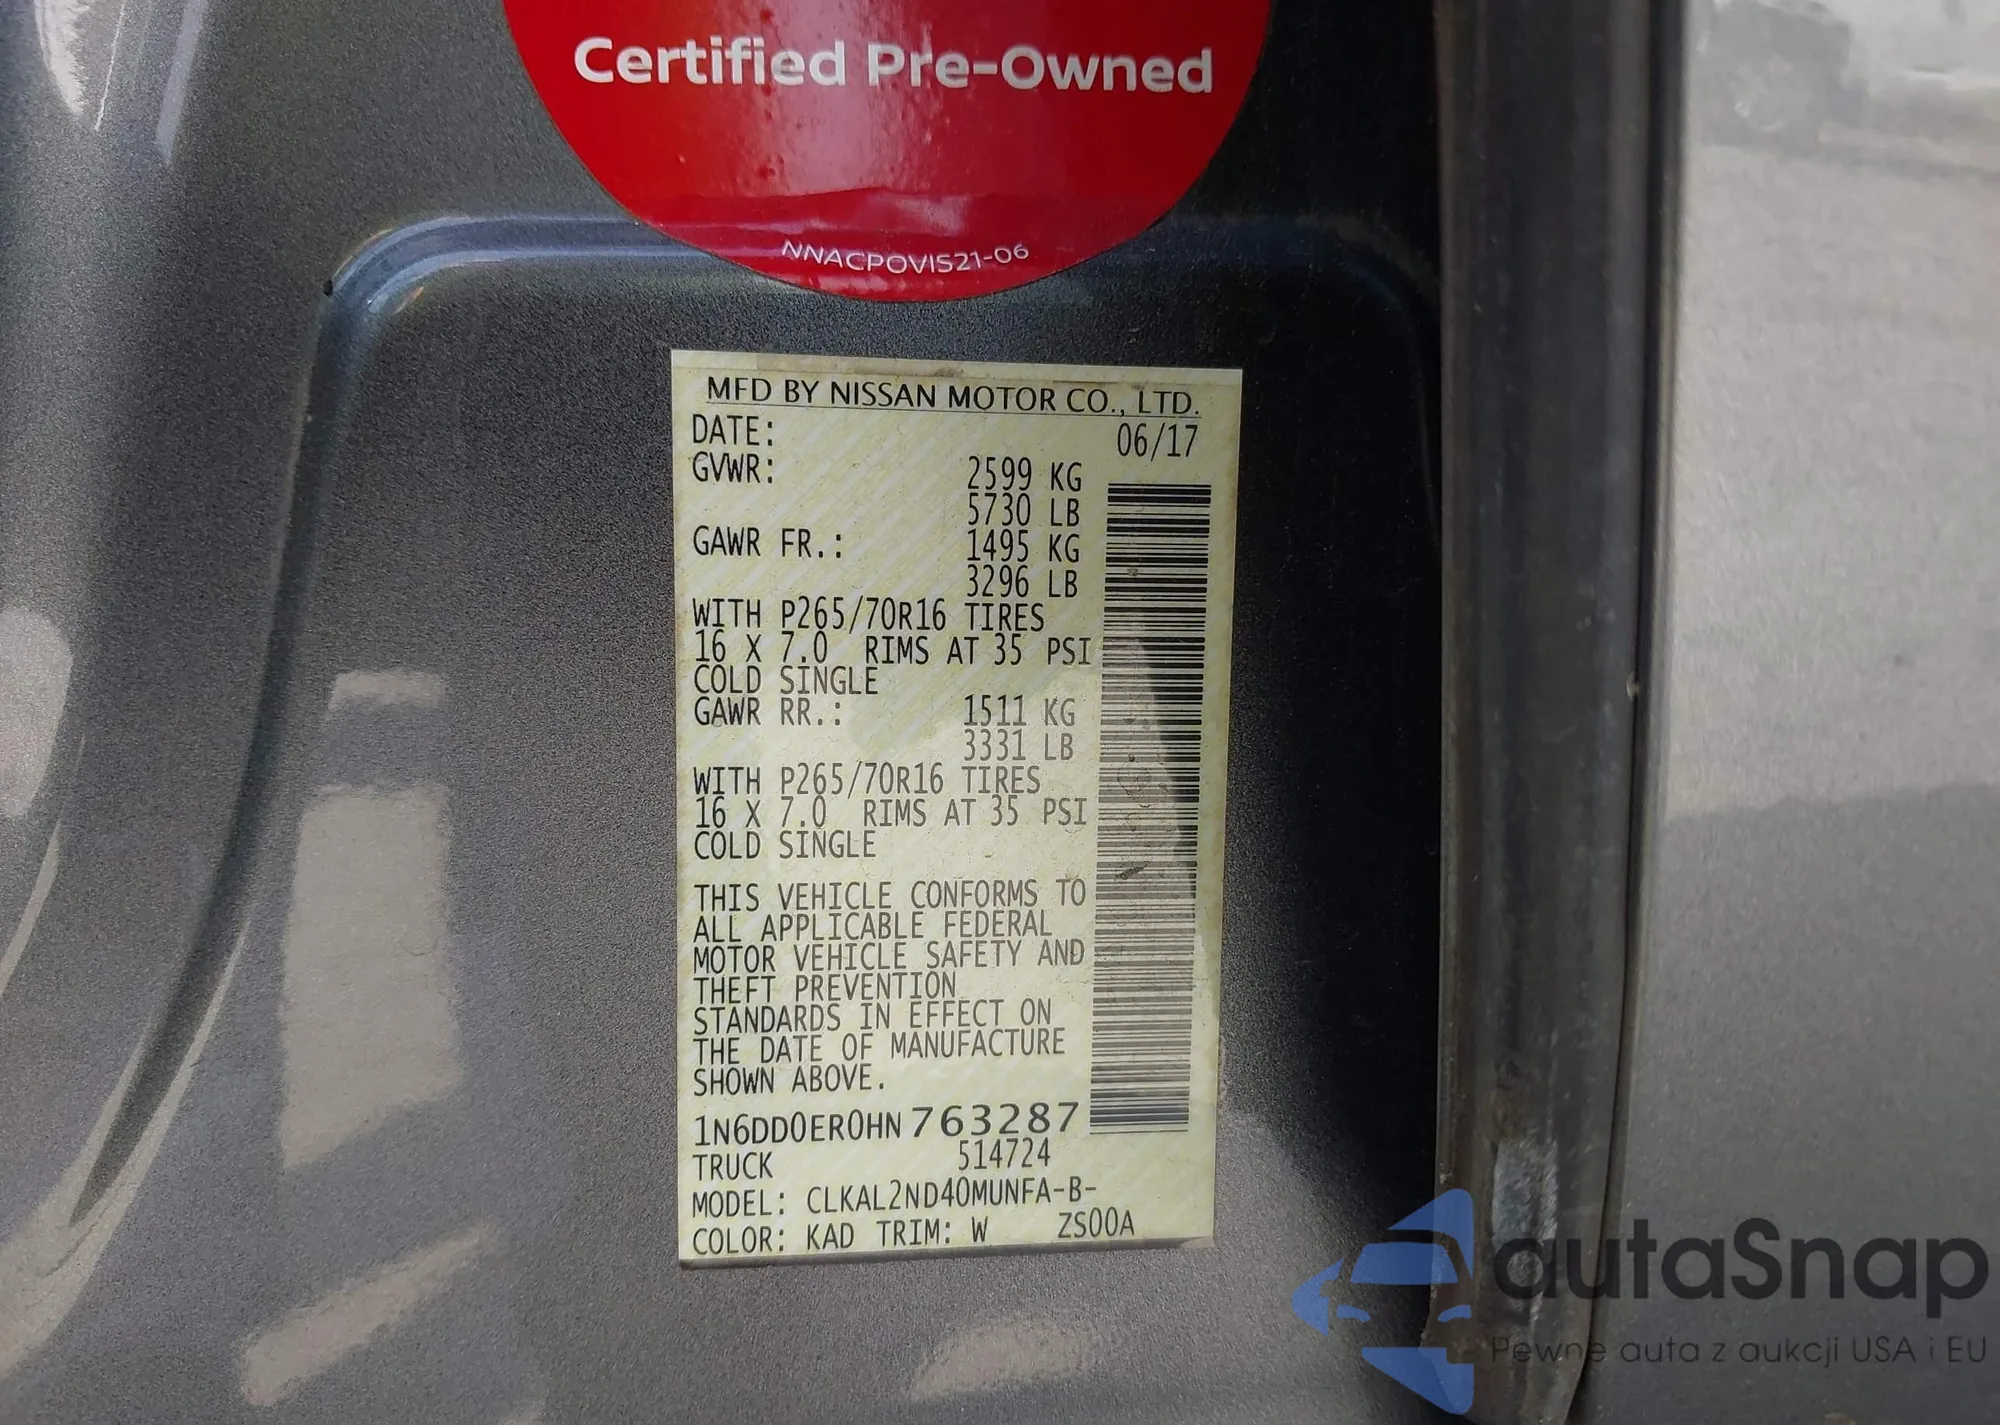 Certified Pre-Owned
NNACPOVIS21-06
MFD BY NISSAN MOTOR CO., LTD.
DATE: 06/17
GVWR: 2599 KG
5730 LB
GAWR FR.: 1495 KG
3296 LB
WITH P265/70R16 TIRES
16 X 7.0 RIMS AT 35 PSI
COLD SINGLE
GAWR RR.: 1511 KG
3331 LB
WITH P265/70R16 TIRES
16 X 7.0 RIMS AT 35 PSI
COLD SINGLE
THIS VEHICLE CONFORMS TO
ALL APPLICABLE FEDERAL
MOTOR VEHICLE SAFETY AND
THEFT PREVENTION
STANDARDS IN EFFECT ON
THE DATE OF MANUFACTURE
SHOWN ABOVE.
1N6DD0ER0HN763287
TRUCK 514724
MODEL: CLKAL2ND40MUNFA-B-
COLOR: KAD TRIM: W ZS00A
autaSnap
Pewne auta z aukcji USA i EU